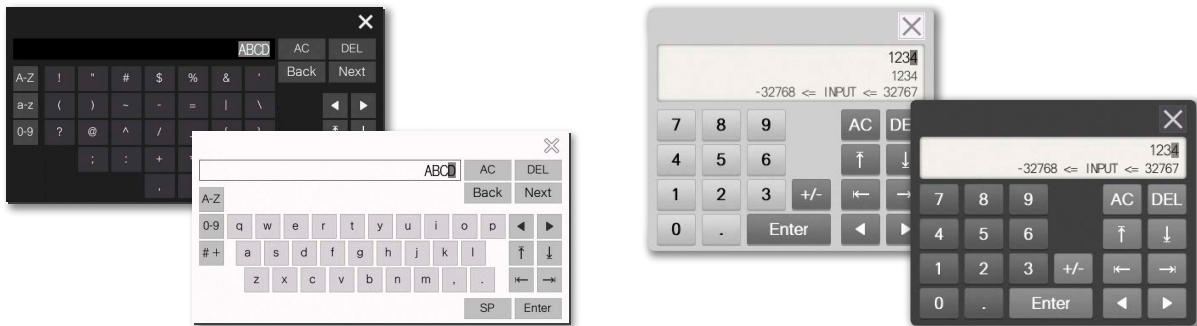 ABCD AC DEL
A-Z ! " # $ % & ' Back Next
a-z ( ) ~ - = | \
0-9 ? @ ^ /
; : +
,
ABCD AC DEL
A-Z Back Next
0-9 q w e r t y u i o p
#+ a s d f g h j k l
z x c v b n m , .
SP Enter
1234
1234
-32768 <= INPUT <= 32767
7 8 9 AC DE
4 5 6
1 2 3 +/-
0 . Enter
1234
-32768 <= INPUT <= 32767
7 8 9 AC DEL
4 5 6
1 2 3 +/-
0 . Enter